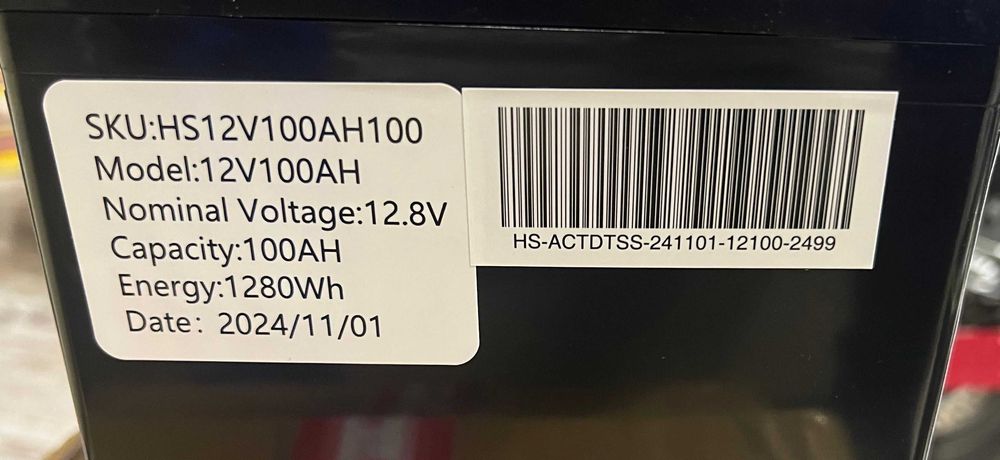 SKU:HS12V100AH100
Model:12V100AH
Nominal Voltage:12.8V
Capacity:100AH
Energy:1280Wh
Date: 2024/11/01
HS-ACTDTSS-241101-12100-2499